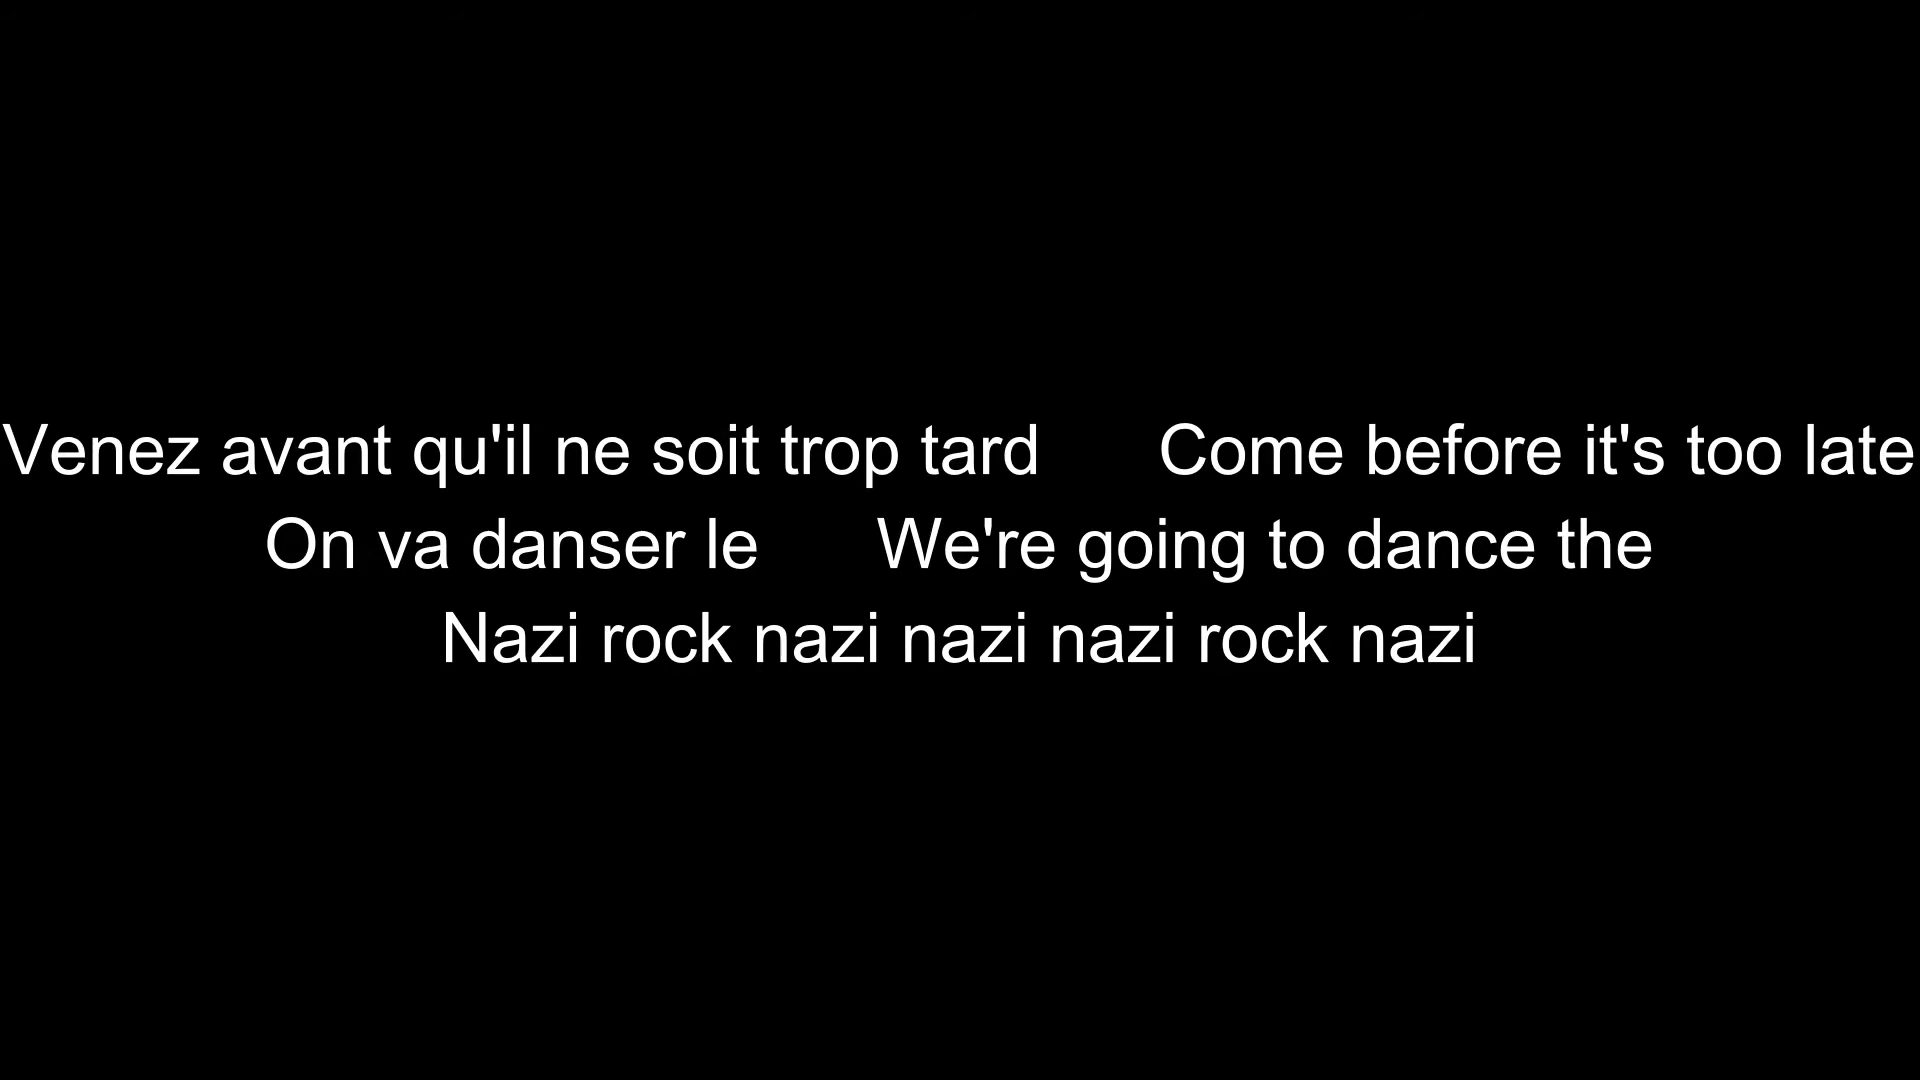 Venez avant qu'il ne soit trop tard Come before it's too late
On va danser le We're going to dance the
Nazi rock nazi nazi nazi rock nazi